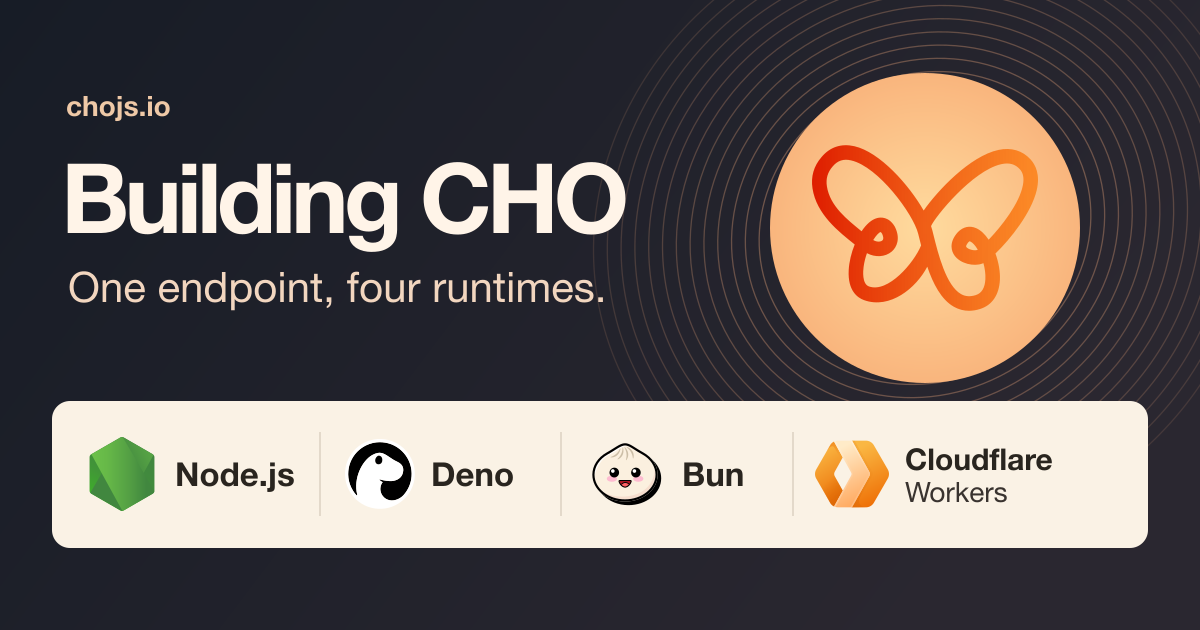 chojs.io
Building CHO
One endpoint, four runtimes.
Node.js
Deno
Bun
Cloudflare
Workers